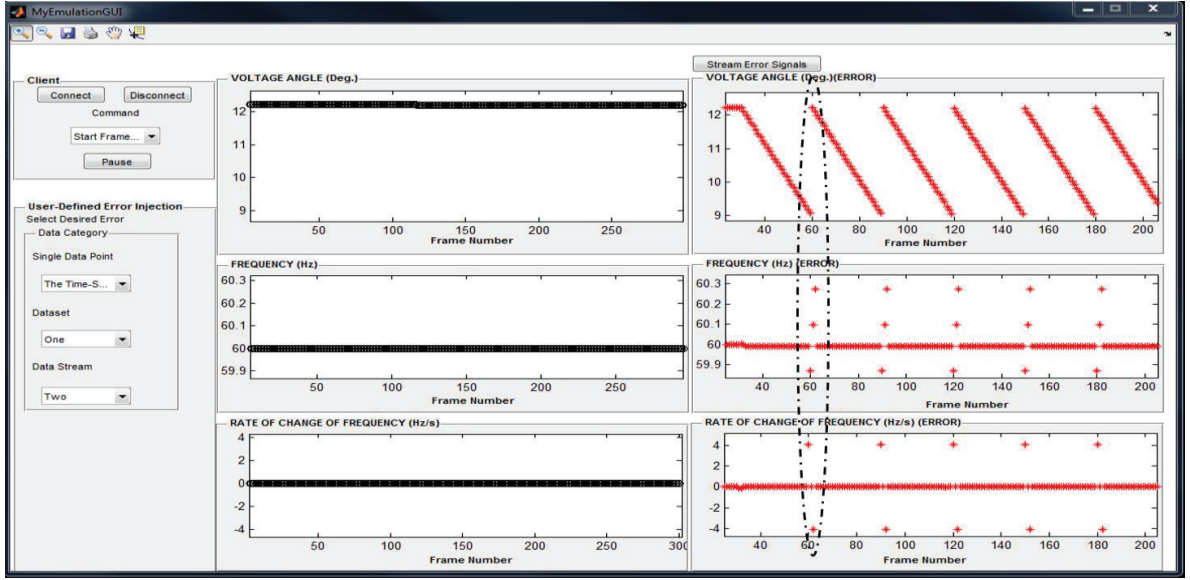 MyEmulationGUI
Client
Connect Disconnect
Command
Start Frame...
Pause
User-Defined Error Injection
Select Desired Error
Data Category
Single Data Point
The Time-S...
Dataset
One
Data Stream
Two
VOLTAGE ANGLE (Deg.)
12
11
10
9
50 100 150 200 250
Frame Number
FREQUENCY (Hz)
60.3
60.2
60.1
60
59.9
50 100 150 200 250
Frame Number
RATE OF CHANGE OF FREQUENCY (Hz/s)
4
2
0
-2
-4
50 100 150 200 250 300
Frame Number
Stream Error Signals
VOLTAGE ANGLE (Deg.)(ERROR)
12
11
10
9
40 60 80 100 120 140 160 180 200
Frame Number
FREQUENCY (Hz) (ERROR)
60.3
60.2
60.1
60
59.9
40 60 80 100 120 140 160 180 200
Frame Number
RATE OF CHANGE OF FREQUENCY (Hz/s) (ERROR)
4
2
0
-2
-4
40 60 80 100 120 140 160 180 200
Frame Number